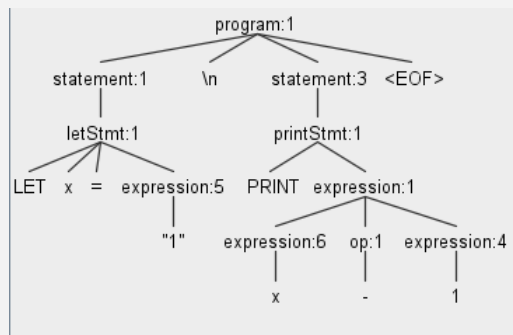 program:1
statement:1 \n statement:3 <EOF>
letStmt:1 printStmt:1
LET x = expression:5 PRINT expression:1
"1" expression:6 op:1 expression:4
x - 1